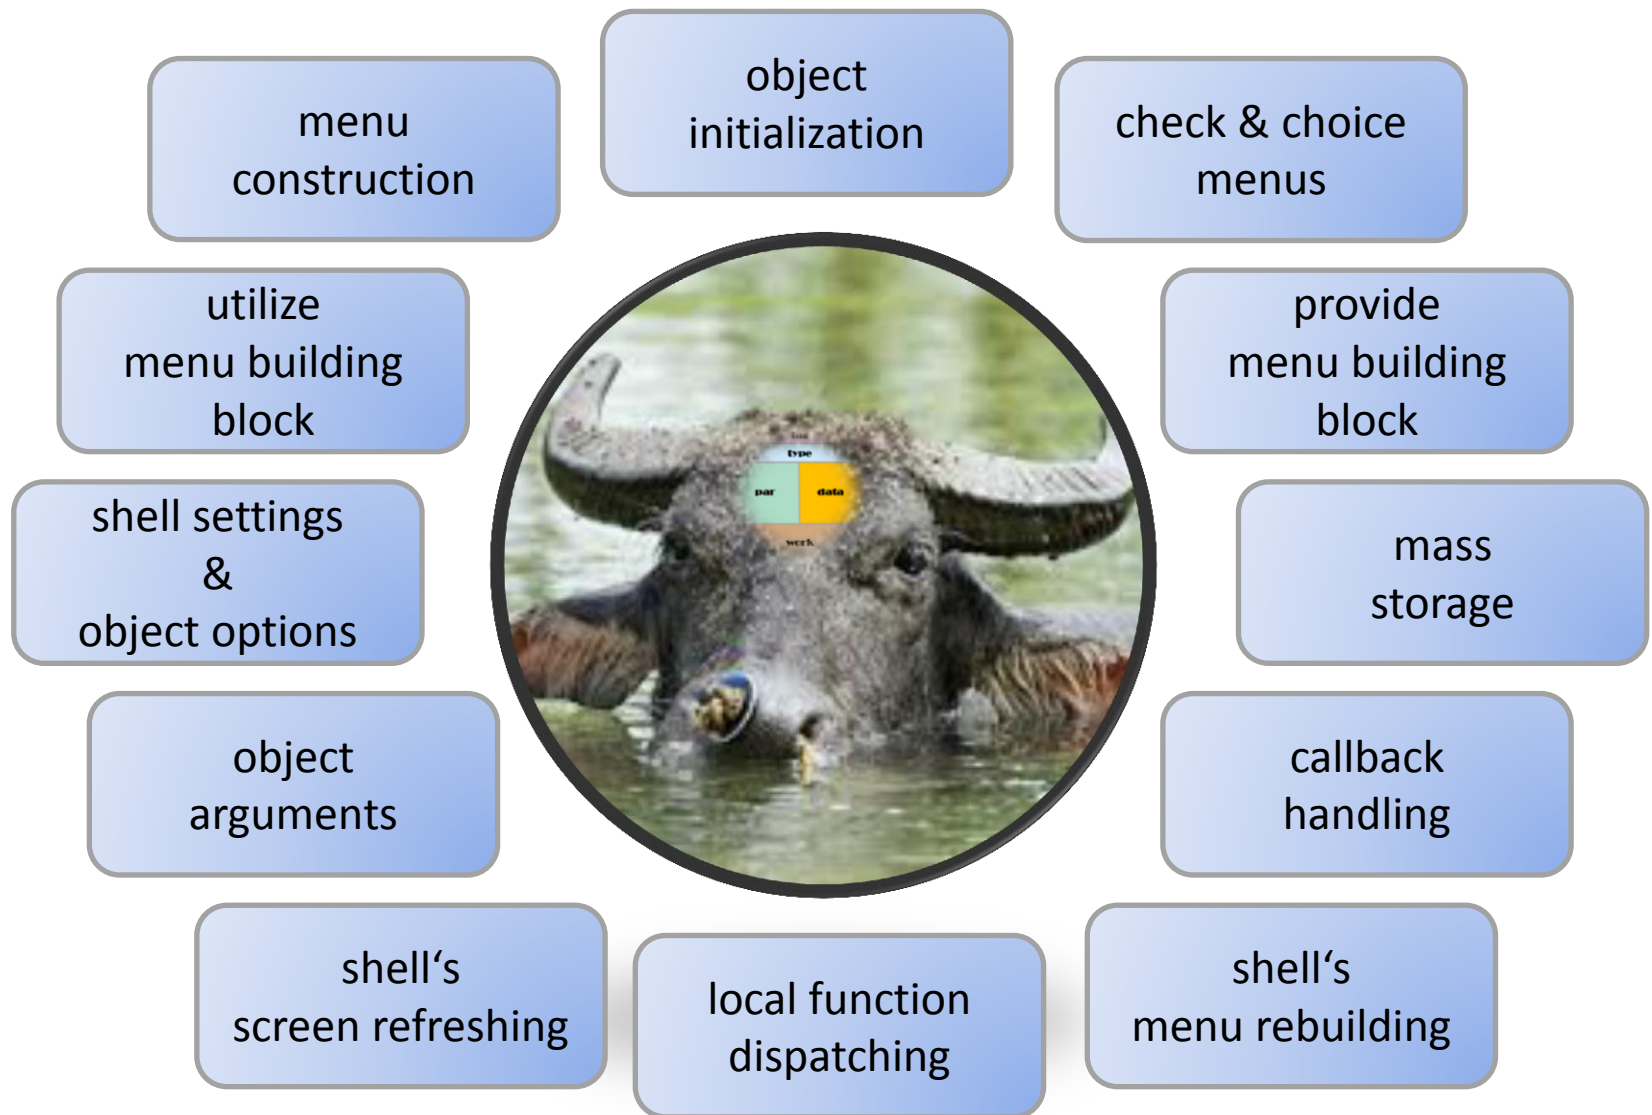 object
initialization
menu
construction
check & choice
menus
utilize
menu building
block
provide
menu building
block
type
par data
work
shell settings
&
object options
mass
storage
object
arguments
callback
handling
shell‘s
screen refreshing
local function
dispatching
shell‘s
menu rebuilding